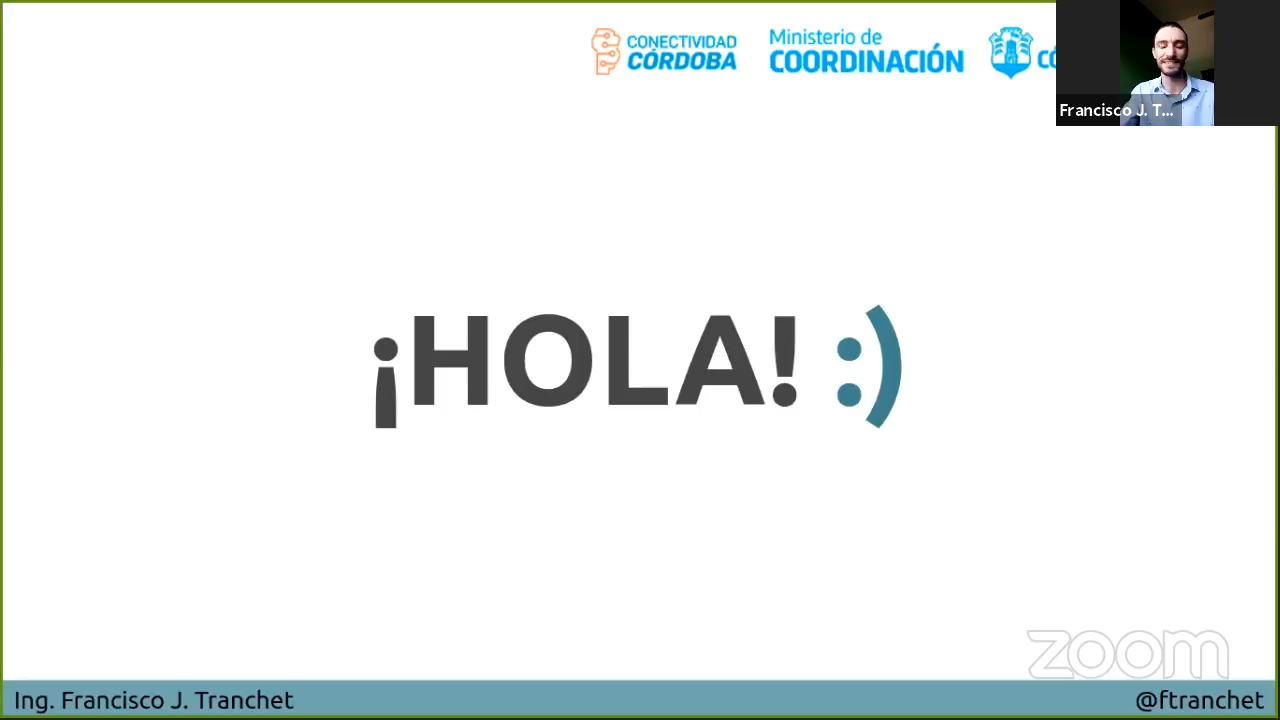 CONECTIVIDAD
CÓRDOBA
Ministerio de
COORDINACIÓN
Francisco J. T...
¡HOLA! :)
zoom
Ing. Francisco J. Tranchet
@ftranchet